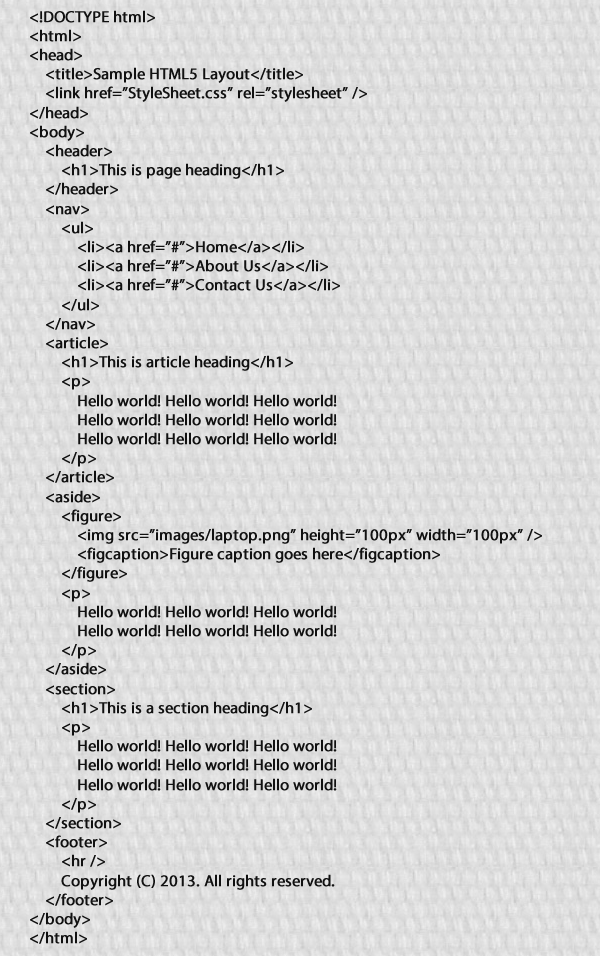 <!DOCTYPE html>
<html>
<head>
<title>Sample HTML5 Layout</title>
<link href="StyleSheet.css" rel="stylesheet" />
</head>
<body>
<header>
<h1>This is page heading</h1>
</header>
<nav>
<ul>
<li><a href="#">Home</a></li>
<li><a href="#">About Us</a></li>
<li><a href="#">Contact Us</a></li>
</ul>
</nav>
<article>
<h1>This is article heading</h1>
<p>
Hello world! Hello world! Hello world!
Hello world! Hello world! Hello world!
Hello world! Hello world! Hello world!
</p>
</article>
<aside>
<figure>
<img src="images/laptop.png" height="100px" width="100px" />
<figcaption>Figure caption goes here</figcaption>
</figure>
<p>
Hello world! Hello world! Hello world!
Hello world! Hello world! Hello world!
</p>
</aside>
<section>
<h1>This is a section heading</h1>
<p>
Hello world! Hello world! Hello world!
Hello world! Hello world! Hello world!
Hello world! Hello world! Hello world!
</p>
</section>
<footer>
<hr />
Copyright (C) 2013. All rights reserved.
</footer>
</body>
</html>